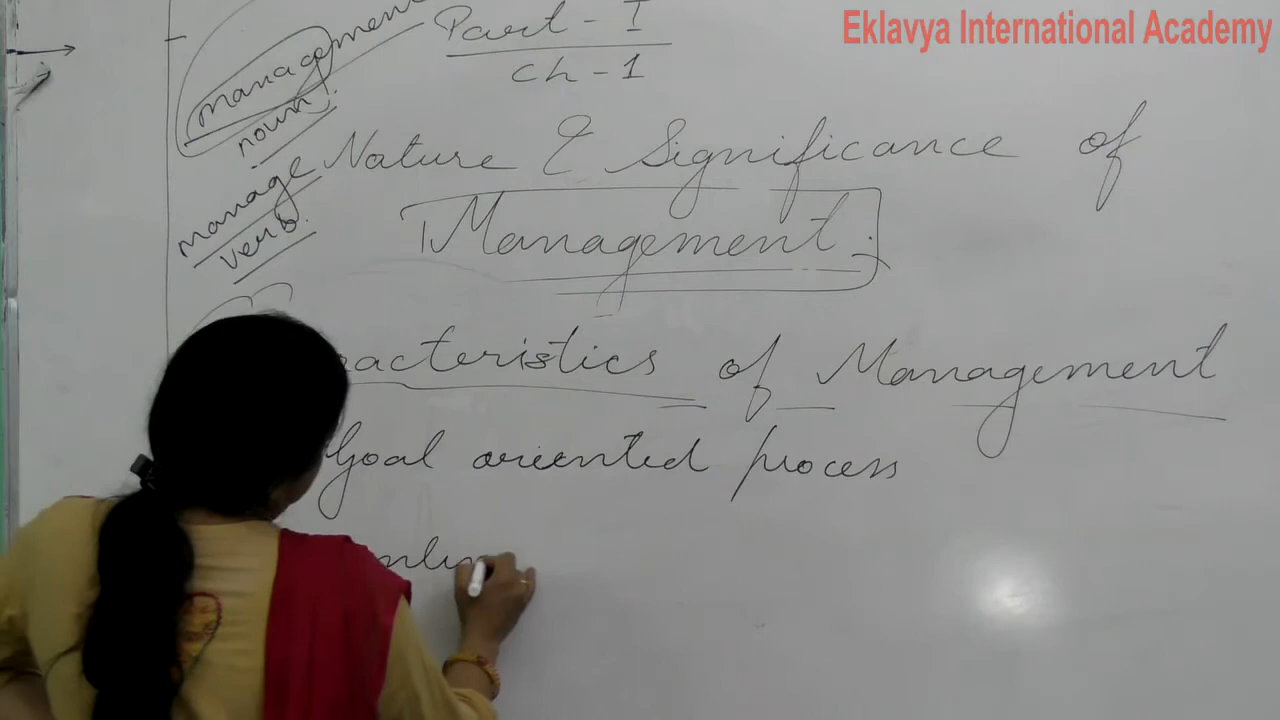 Eklavya International Academy
Part - I
Ch - 1
management
noun
manage
verb
Nature & Significance of
Management
of Management
Goal oriented process